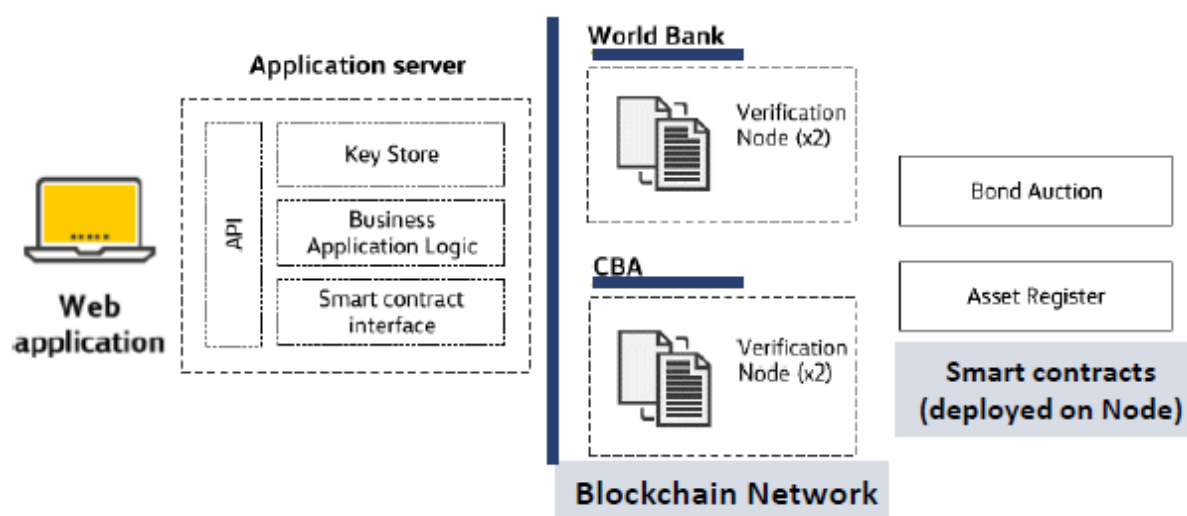 Application server
API
Key Store
Business
Application Logic
Smart contract
interface
Web
application
World Bank
Verification
Node (x2)
CBA
Verification
Node (x2)
Blockchain Network
Bond Auction
Asset Register
Smart contracts
(deployed on Node)